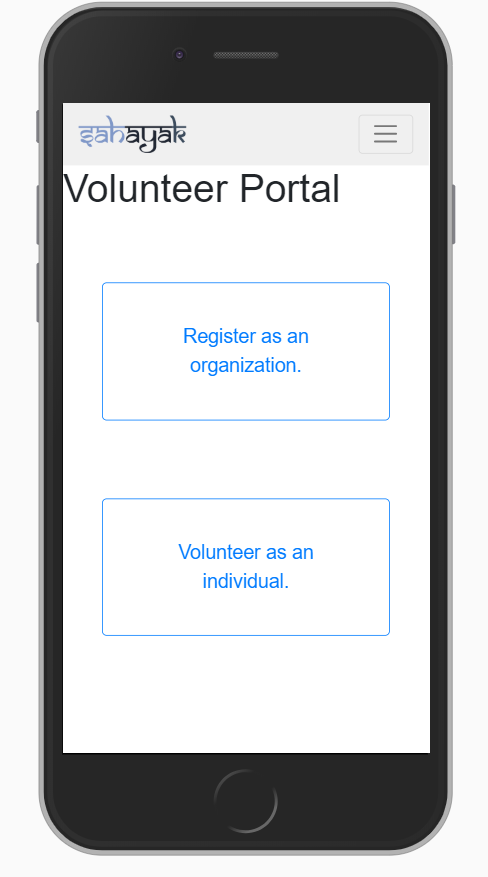 sahayak
Volunteer Portal
Register as an
organization.
Volunteer as an
individual.